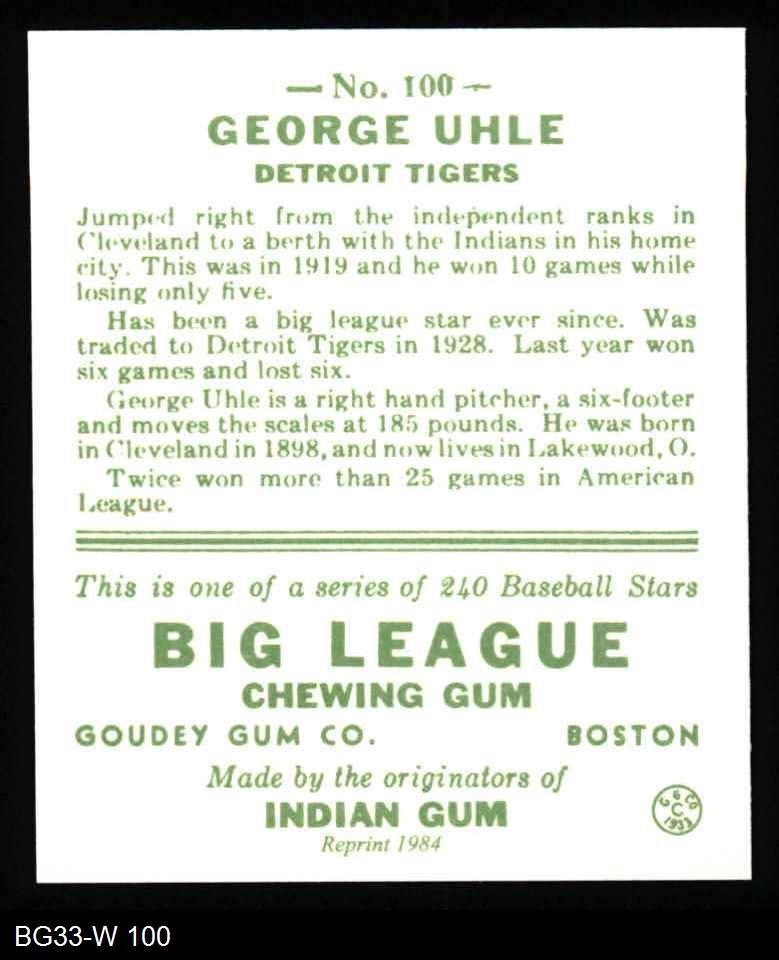 — No. 100 —
GEORGE UHLE
DETROIT TIGERS
Jumped right from the independent ranks in
Cleveland to a berth with the Indians in his home
city. This was in 1919 and he won 10 games while
losing only five.
Has been a big league star ever since. Was
traded to Detroit Tigers in 1928. Last year won
six games and lost six.
George Uhle is a right hand pitcher, a six-footer
and moves the scales at 185 pounds. He was born
in Cleveland in 1898, and now lives in Lakewood, O.
Twice won more than 25 games in American
League.
This is one of a series of 240 Baseball Stars
BIG LEAGUE
CHEWING GUM
GOUDEY GUM CO. BOSTON
Made by the originators of
INDIAN GUM
G G CO
C
1933
Reprint 1984
BG33-W 100